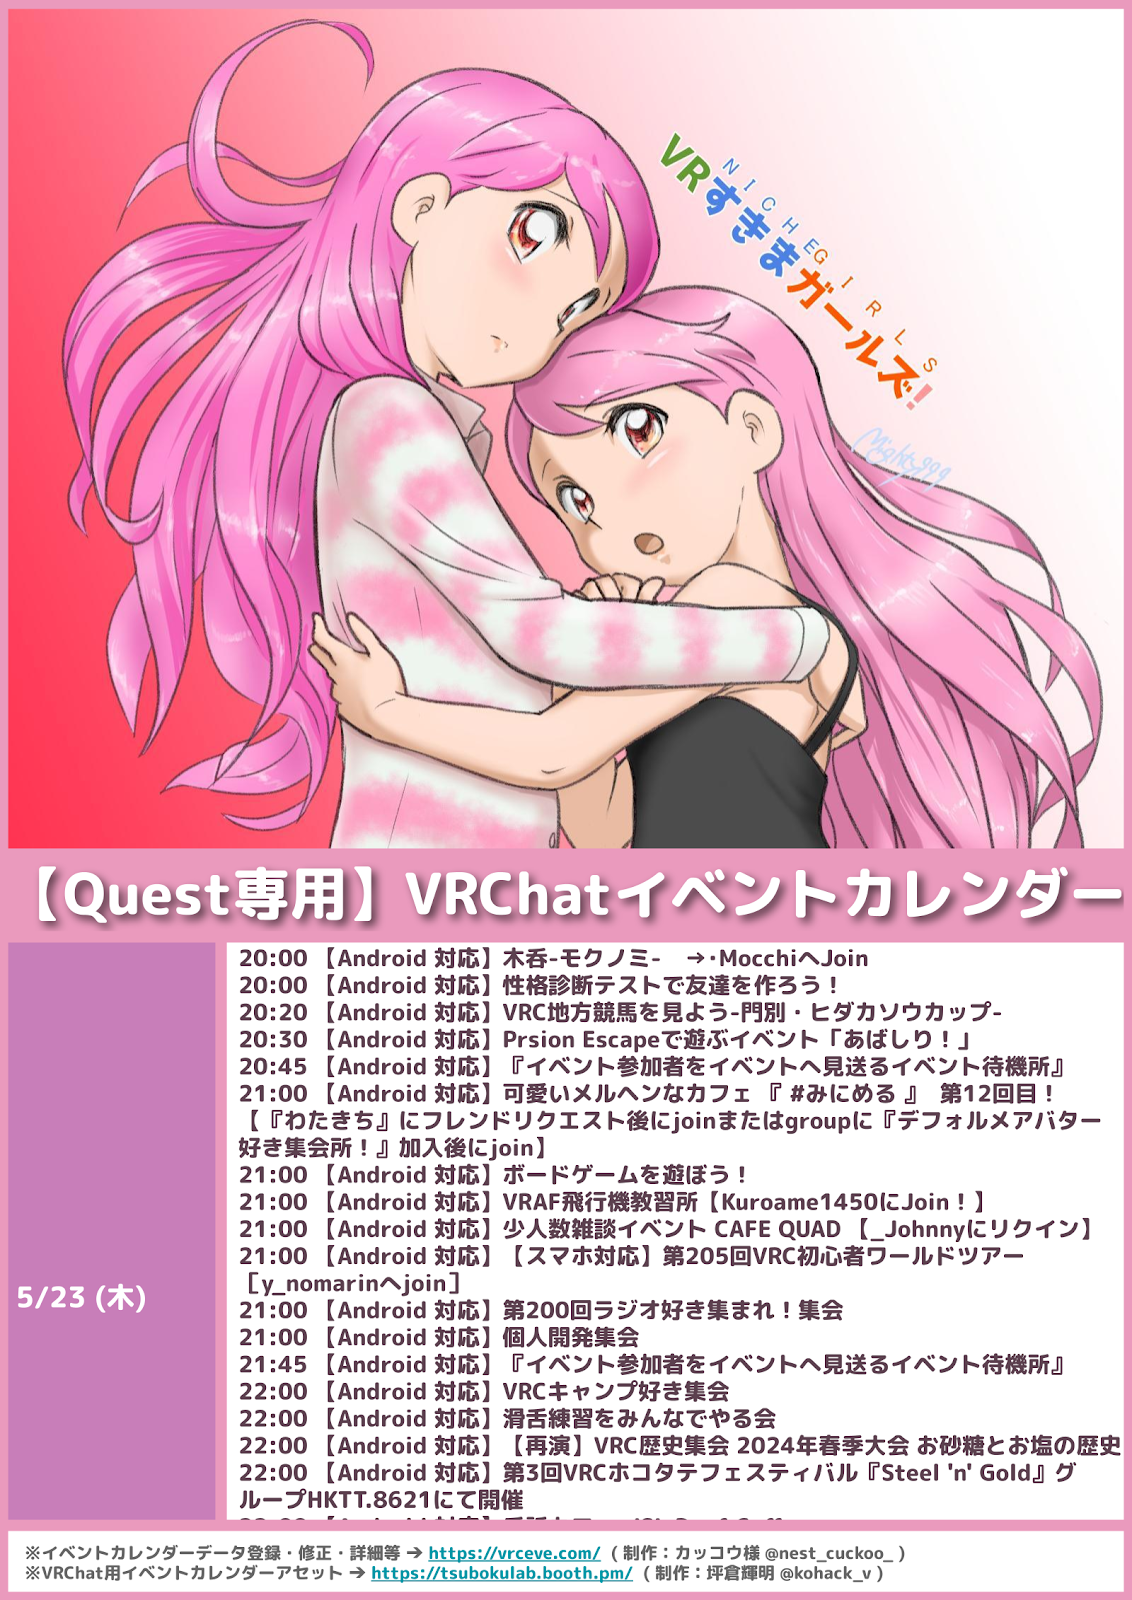 VRすきまガールズ!
NICHE GIRLS
Mighty999
【Quest専用】VRChatイベントカレンダー
5/23 (木)
20:00 【Android 対応】木呑-モクノミ-　→･MocchiへJoin
20:00 【Android 対応】性格診断テストで友達を作ろう！
20:20 【Android 対応】VRC地方競馬を見よう-門別・ヒダカソウカップ-
20:30 【Android 対応】Prsion Escapeで遊ぶイベント「あばしり！」
20:45 【Android 対応】『イベント参加者をイベントへ見送るイベント待機所』
21:00 【Android 対応】可愛いメルヘンなカフェ 『 #みにめる 』　第12回目！
【『わたきち』にフレンドリクエスト後にjoinまたはgroupに『デフォルメアバター
好き集会所！』加入後にjoin】
21:00 【Android 対応】ボードゲームを遊ぼう！
21:00 【Android 対応】VRAF飛行機教習所【Kuroame1450にJoin！】
21:00 【Android 対応】少人数雑談イベント CAFE QUAD 【_Johnnyにリクイン】
21:00 【Android 対応】【スマホ対応】第205回VRC初心者ワールドツアー
［y_nomarinへjoin］
21:00 【Android 対応】第200回ラジオ好き集まれ！集会
21:00 【Android 対応】個人開発集会
21:45 【Android 対応】『イベント参加者をイベントへ見送るイベント待機所』
22:00 【Android 対応】VRCキャンプ好き集会
22:00 【Android 対応】滑舌練習をみんなでやる会
22:00 【Android 対応】【再演】VRC歴史集会 2024年春季大会 お砂糖とお塩の歴史
22:00 【Android 対応】第3回VRCホコタテフェスティバル『Steel 'n' Gold』グ
ループHKTT.8621にて開催
※イベントカレンダーデータ登録・修正・詳細等 → https://vrceve.com/ （ 制作：カッコウ様 @nest_cuckoo_ ）
※VRChat用イベントカレンダーアセット → https://tsubokulab.booth.pm/ （ 制作：坪倉輝明 @kohack_v ）